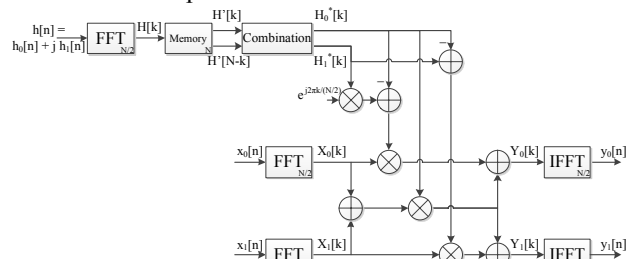 h[n] =
h₀[n] + j h₁[n]
FFT
N/2
H[k]
Memory
N
H'[k]
H'[N-k]
Combination
H₀*[k]
H₁*[k]
−
−
e^j2πk/(N/2)
x₀[n]
FFT
N/2
X₀[k]
Y₀[k]
IFFT
N/2
y₀[n]
x₁[n]
FFT
X₁[k]
Y₁[k]
IFFT
y₁[n]